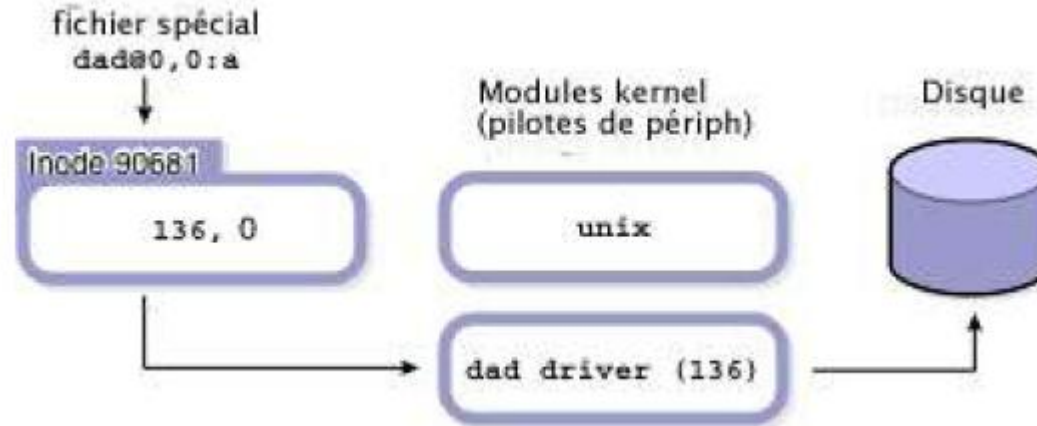 fichier spécial
dad@0,0:a
Inode 90681
136, 0
Modules kernel
(pilotes de périph)
unix
dad driver (136)
Disque